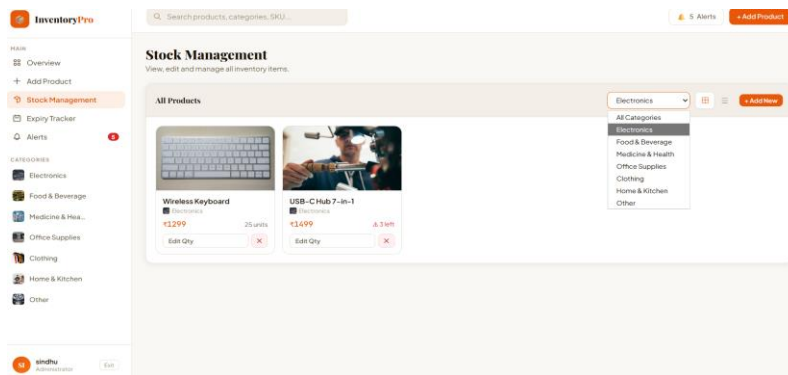 InventoryPro
Search products, categories, SKU...
5 Alerts
+ Add Product
MAIN
Overview
Add Product
Stock Management
Expiry Tracker
Alerts
5
CATEGORIES
Electronics
Food & Beverage
Medicine & Hea...
Office Supplies
Clothing
Home & Kitchen
Other
SI
sindhu
Administrator
Exit
Stock Management
View, edit and manage all inventory items.
All Products
Electronics
+ Add New
All Categories
Electronics
Food & Beverage
Medicine & Health
Office Supplies
Clothing
Home & Kitchen
Other
Wireless Keyboard
Electronics
₹1299
25 units
Edit Qty
USB-C Hub 7-in-1
Electronics
₹1499
3 left
Edit Qty